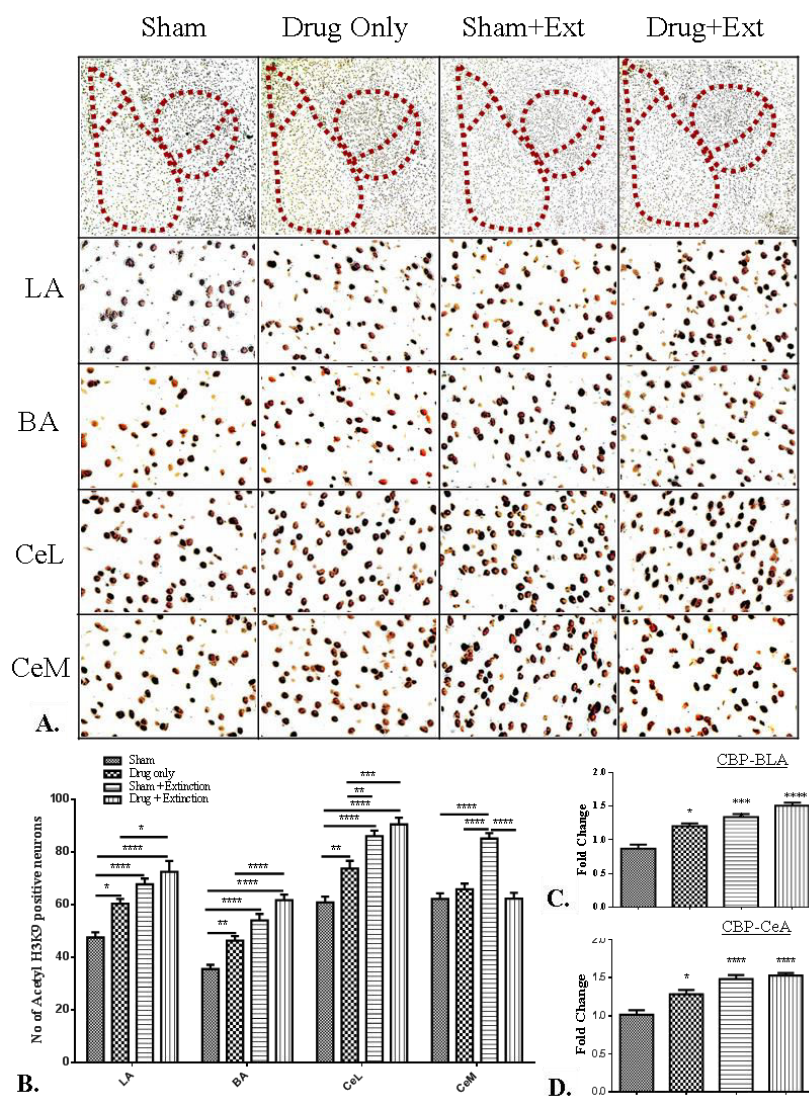 Sham Drug Only Sham+Ext Drug+Ext
LA
BA
CeL
CeM
A.
Sham
Drug only
Sham + Extinction
Drug + Extinction
No of Acetyl H3K9 positive neurons
100
80
60
40
20
0
* **** * ****
** **** **** ****
** **** **** ** ***
**** **** ****
LA BA CeL CeM
B.
CBP-BLA
Fold Change
2.0
1.5
1.0
0.5
0.0
* *** ****
C.
CBP-CeA
Fold Change
2.0
1.5
1.0
0.5
0.0
* **** ****
D.